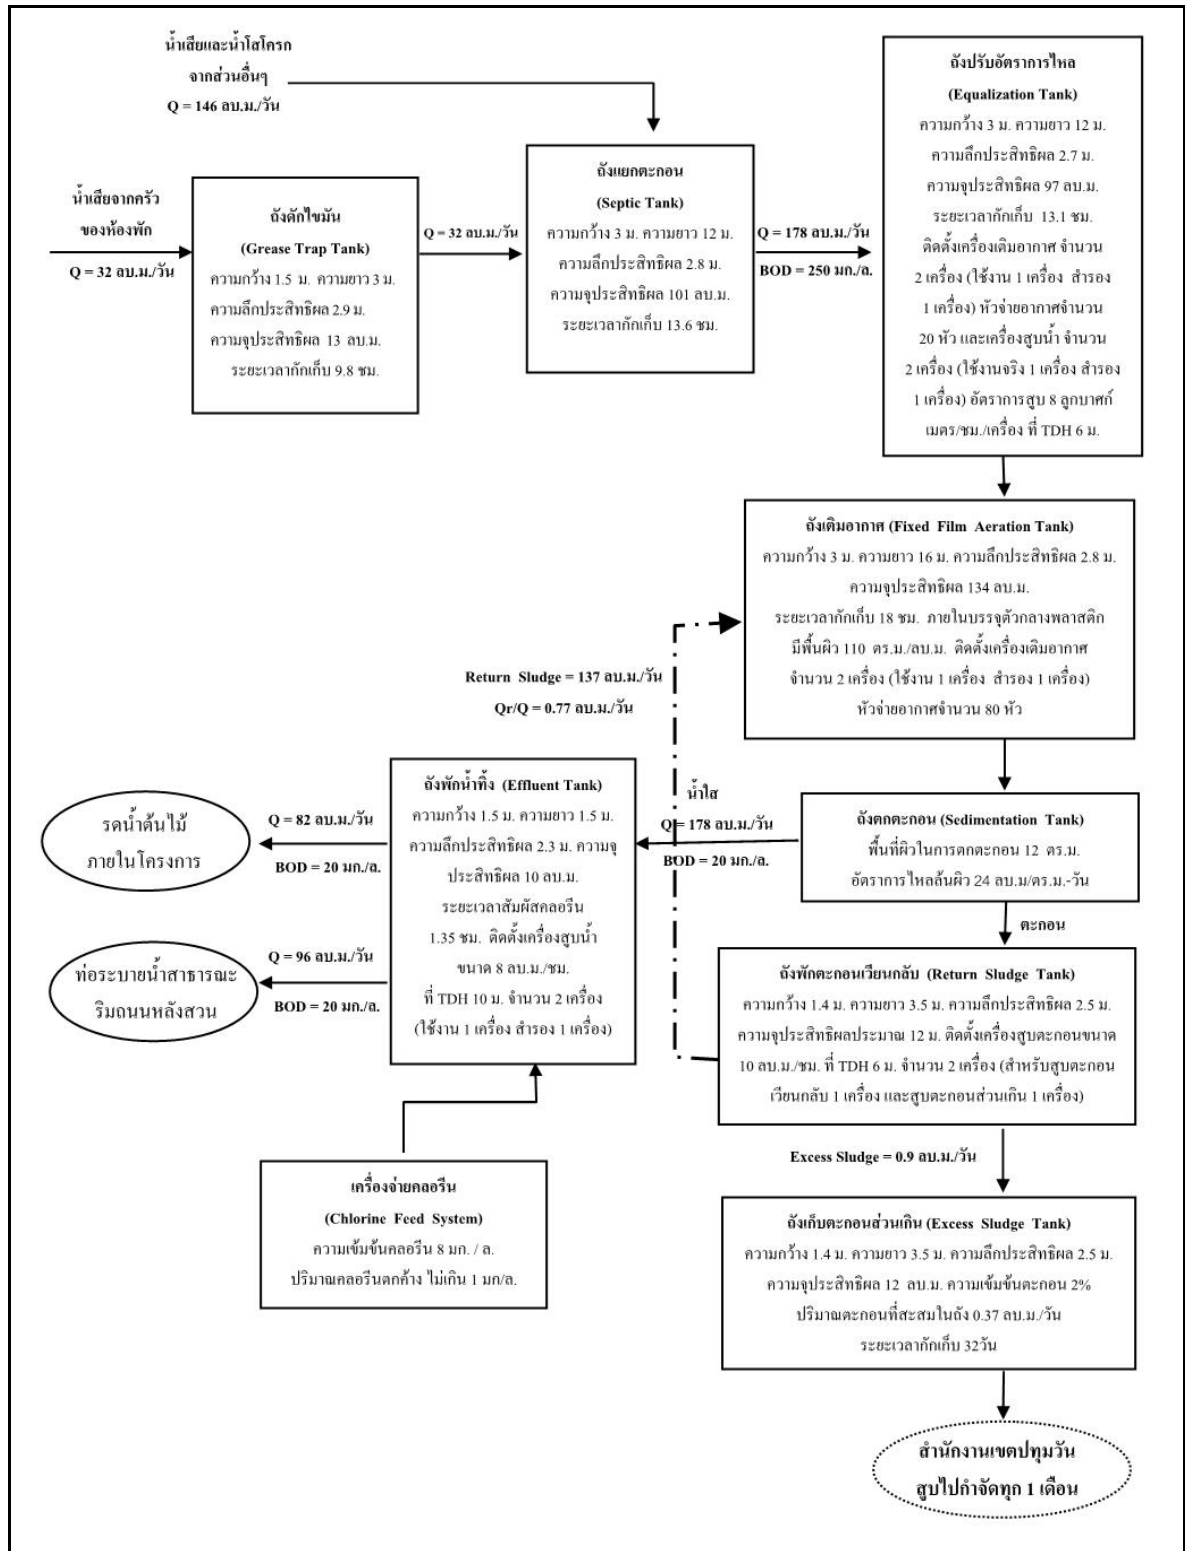 น้ำเสียและน้ำโสโครก
จากส่วนอื่นๆ
Q = 146 ลบ.ม./วัน
น้ำเสียจากครัว
ของห้องพัก
Q = 32 ลบ.ม./วัน
ถังดักไขมัน
(Grease Trap Tank)
ความกว้าง 1.5 ม. ความยาว 3 ม.
ความลึกประสิทธิผล 2.9 ม.
ความจุประสิทธิผล 13 ลบ.ม.
ระยะเวลากักเก็บ 9.8 ชม.
Q = 32 ลบ.ม./วัน
ถังแยกตะกอน
(Septic Tank)
ความกว้าง 3 ม. ความยาว 12 ม.
ความลึกประสิทธิผล 2.8 ม.
ความจุประสิทธิผล 101 ลบ.ม.
ระยะเวลากักเก็บ 13.6 ชม.
Q = 178 ลบ.ม./วัน
BOD = 250 มก./ล.
ถังปรับอัตราการไหล
(Equalization Tank)
ความกว้าง 3 ม. ความยาว 12 ม.
ความลึกประสิทธิผล 2.7 ม.
ความจุประสิทธิผล 97 ลบ.ม.
ระยะเวลากักเก็บ 13.1 ชม.
ติดตั้งเครื่องเติมอากาศ จำนวน
2 เครื่อง (ใช้งาน 1 เครื่อง สำรอง
1 เครื่อง) หัวจ่ายอากาศจำนวน
20 หัว และเครื่องสูบน้ำ จำนวน
2 เครื่อง (ใช้งานจริง 1 เครื่อง สำรอง
1 เครื่อง) อัตราการสูบ 8 ลูกบาศก์
เมตร/ชม./เครื่อง ที่ TDH 6 ม.
ถังเติมอากาศ (Fixed Film Aeration Tank)
ความกว้าง 3 ม. ความยาว 16 ม. ความลึกประสิทธิผล 2.8 ม.
ความจุประสิทธิผล 134 ลบ.ม.
ระยะเวลากักเก็บ 18 ชม. ภายในบรรจุตัวกลางพลาสติก
มีพื้นผิว 110 ตร.ม./ลบ.ม. ติดตั้งเครื่องเติมอากาศ
จำนวน 2 เครื่อง (ใช้งาน 1 เครื่อง สำรอง 1 เครื่อง)
หัวจ่ายอากาศจำนวน 80 หัว
Return Sludge = 137 ลบ.ม./วัน
Qr/Q = 0.77 ลบ.ม./วัน
ถังตกตะกอน (Sedimentation Tank)
พื้นที่ผิวในการตกตะกอน 12 ตร.ม.
อัตราการไหลล้นผิว 24 ลบ.ม/ตร.ม.-วัน
น้ำใส
Q = 178 ลบ.ม./วัน
BOD = 20 มก./ล.
ถังพักน้ำทิ้ง (Effluent Tank)
ความกว้าง 1.5 ม. ความยาว 1.5 ม.
ความลึกประสิทธิผล 2.3 ม. ความจุ
ประสิทธิผล 10 ลบ.ม.
ระยะเวลาสัมผัสคลอรีน
1.35 ชม. ติดตั้งเครื่องสูบน้ำ
ขนาด 8 ลบ.ม./ชม.
ที่ TDH 10 ม. จำนวน 2 เครื่อง
(ใช้งาน 1 เครื่อง สำรอง 1 เครื่อง)
Q = 82 ลบ.ม./วัน
BOD = 20 มก./ล.
รดน้ำต้นไม้
ภายในโครงการ
Q = 96 ลบ.ม./วัน
BOD = 20 มก./ล.
ท่อระบายน้ำสาธารณะ
ริมถนนหลังสวน
ตะกอน
ถังพักตะกอนเวียนกลับ (Return Sludge Tank)
ความกว้าง 1.4 ม. ความยาว 3.5 ม. ความลึกประสิทธิผล 2.5 ม.
ความจุประสิทธิผลประมาณ 12 ม. ติดตั้งเครื่องสูบตะกอนขนาด
10 ลบ.ม./ชม. ที่ TDH 6 ม. จำนวน 2 เครื่อง (สำหรับสูบตะกอน
เวียนกลับ 1 เครื่อง และสูบตะกอนส่วนเกิน 1 เครื่อง)
Excess Sludge = 0.9 ลบ.ม./วัน
เครื่องจ่ายคลอรีน
(Chlorine Feed System)
ความเข้มข้นคลอรีน 8 มก. / ล.
ปริมาณคลอรีนตกค้าง ไม่เกิน 1 มก/ล.
ถังเก็บตะกอนส่วนเกิน (Excess Sludge Tank)
ความกว้าง 1.4 ม. ความยาว 3.5 ม. ความลึกประสิทธิผล 2.5 ม.
ความจุประสิทธิผล 12 ลบ.ม. ความเข้มข้นตะกอน 2%
ปริมาณตะกอนที่สะสมในถัง 0.37 ลบ.ม./วัน
ระยะเวลากักเก็บ 32วัน
สำนักงานเขตปทุมวัน
สูบไปกำจัดทุก 1 เดือน